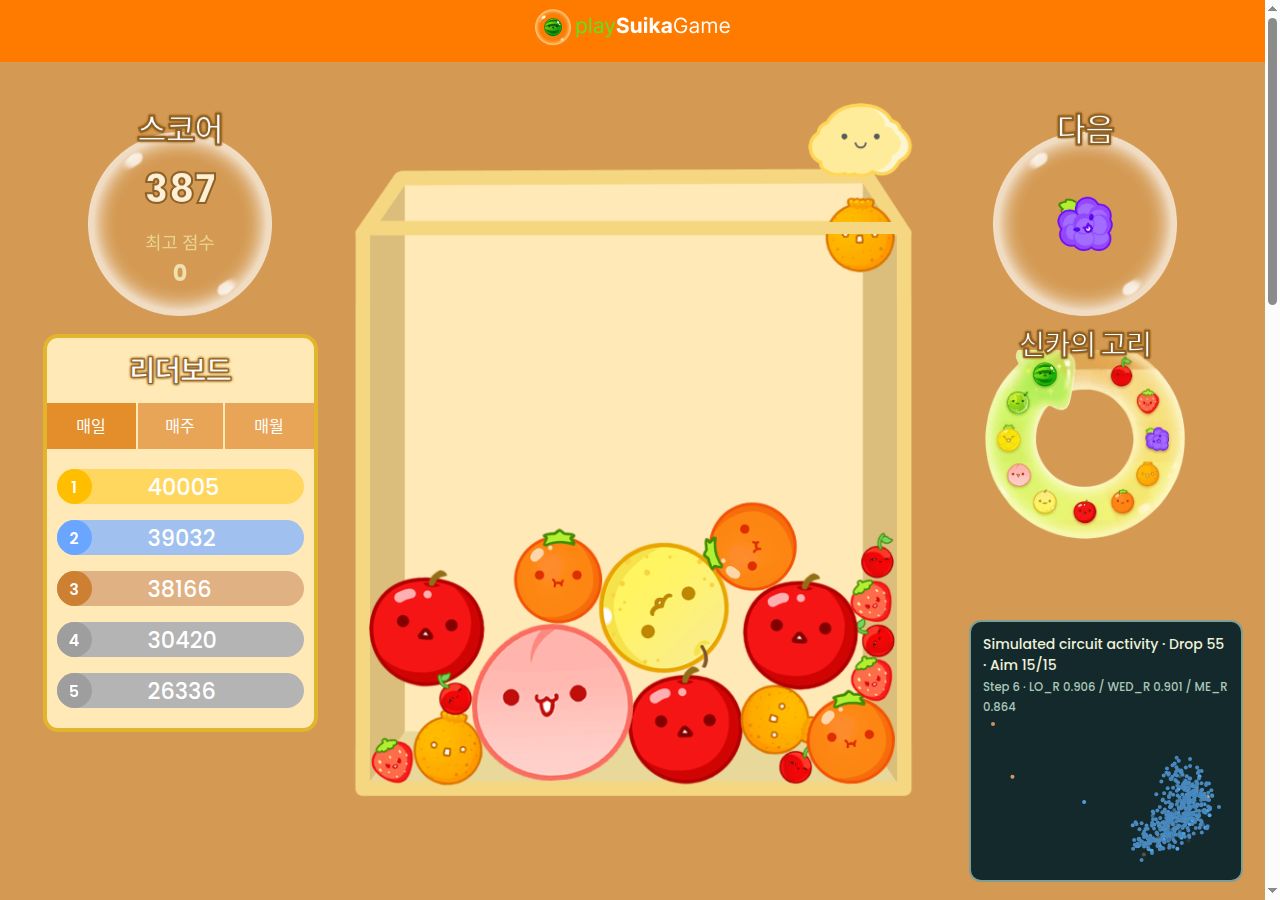 playSuikaGame
스코어
387
최고 점수
0
다음
신카의 고리
리더보드
매일 매주 매월
1 40005
2 39032
3 38166
4 30420
5 26336
Simulated circuit activity · Drop 55
· Aim 15/15
Step 6 · LO_R 0.906 / WED_R 0.901 / ME_R
0.864